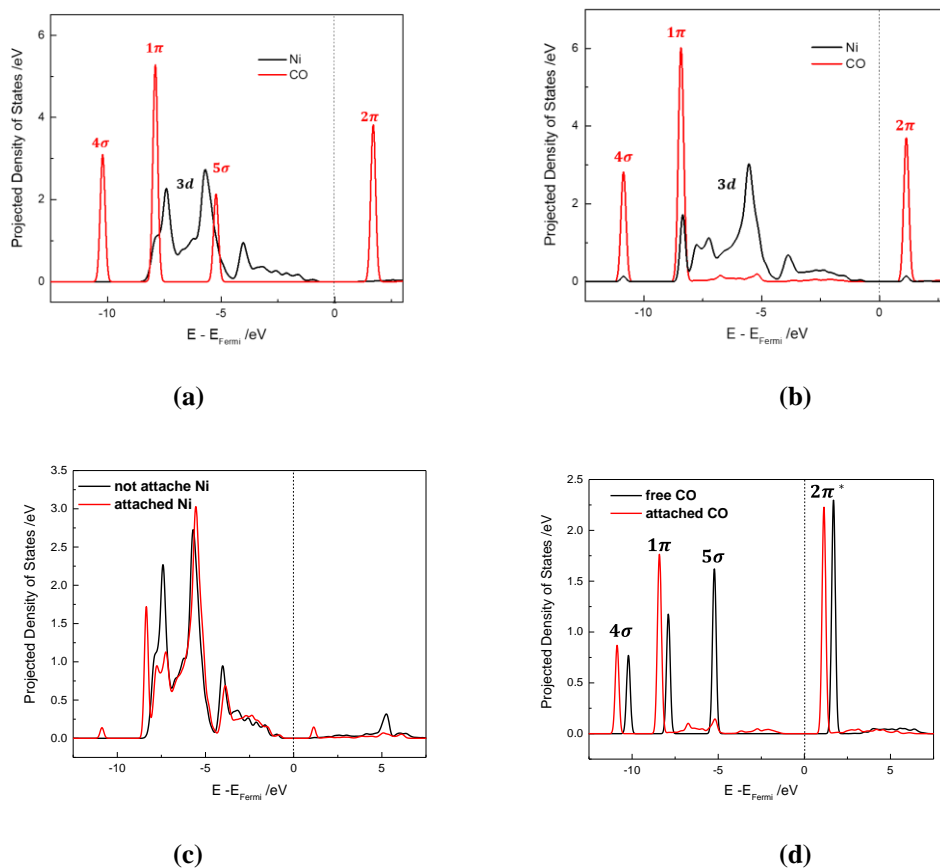 Projected Density of States /eV
6
4
2
0
1π
4σ
3d
5σ
2π
Ni
CO
-10
-5
0
E - E_Fermi /eV
(a)
Projected Density of States /eV
6
4
2
0
1π
4σ
3d
2π
Ni
CO
-10
-5
0
E - E_Fermi /eV
(b)
Projected Density of States /eV
3.5
3.0
2.5
2.0
1.5
1.0
0.5
0.0
not attache Ni
attached Ni
-10
-5
0
5
E -E_Fermi /eV
(c)
Projected Density of States /eV
2.5
2.0
1.5
1.0
0.5
0.0
free CO
attached CO
2π *
1π
5σ
4σ
-10
-5
0
5
E -E_Fermi /eV
(d)